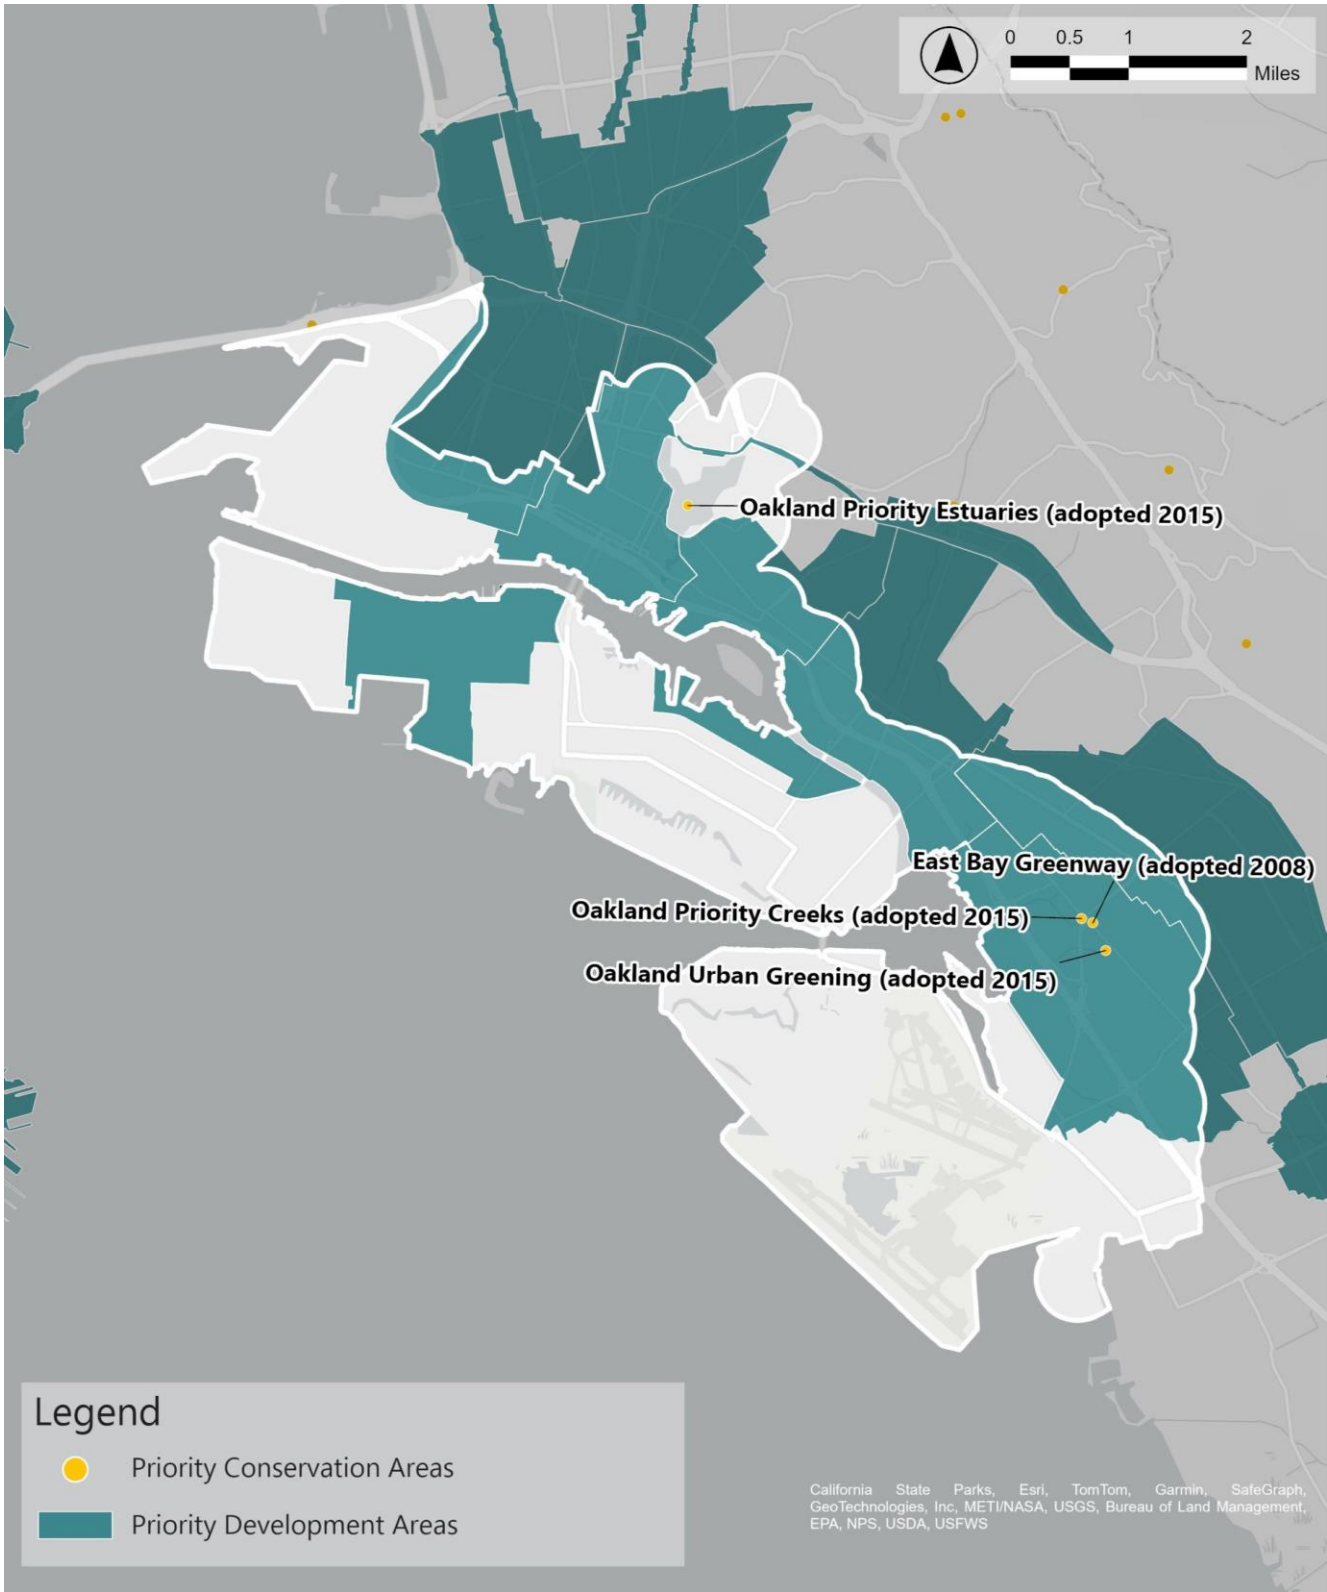 0 0.5 1 2
Miles
Oakland Priority Estuaries (adopted 2015)
East Bay Greenway (adopted 2008)
Oakland Priority Creeks (adopted 2015)
Oakland Urban Greening (adopted 2015)
Legend
Priority Conservation Areas
Priority Development Areas
California State Parks, Esri, TomTom, Garmin, SafeGraph,
GeoTechnologies, Inc, METI/NASA, USGS, Bureau of Land Management,
EPA, NPS, USDA, USFWS